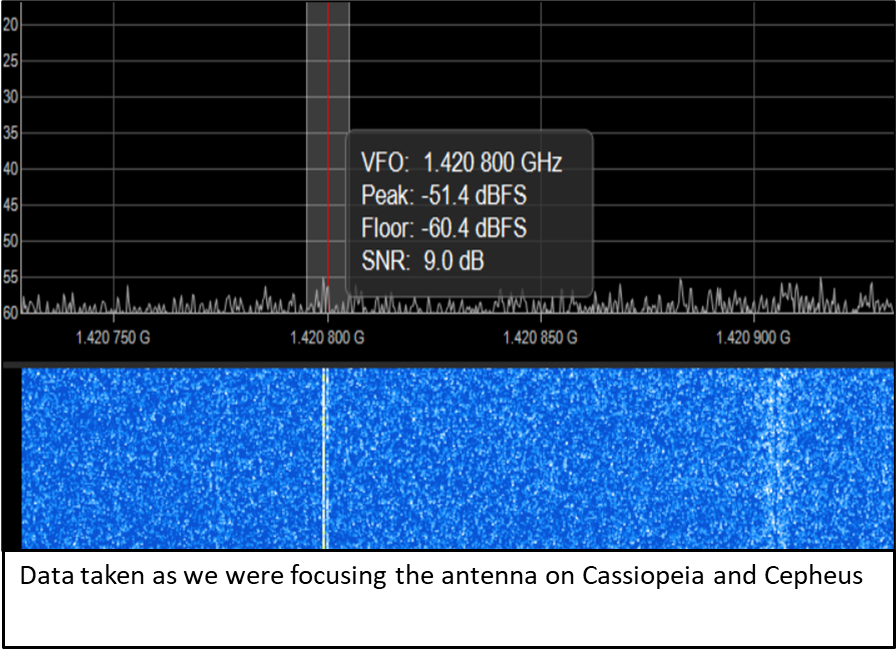 20
25
30
35
40
45
50
55
60
VFO: 1.420 800 GHz
Peak: -51.4 dBFS
Floor: -60.4 dBFS
SNR: 9.0 dB
1.420 750 G 1.420 800 G 1.420 850 G 1.420 900 G
Data taken as we were focusing the antenna on Cassiopeia and Cepheus